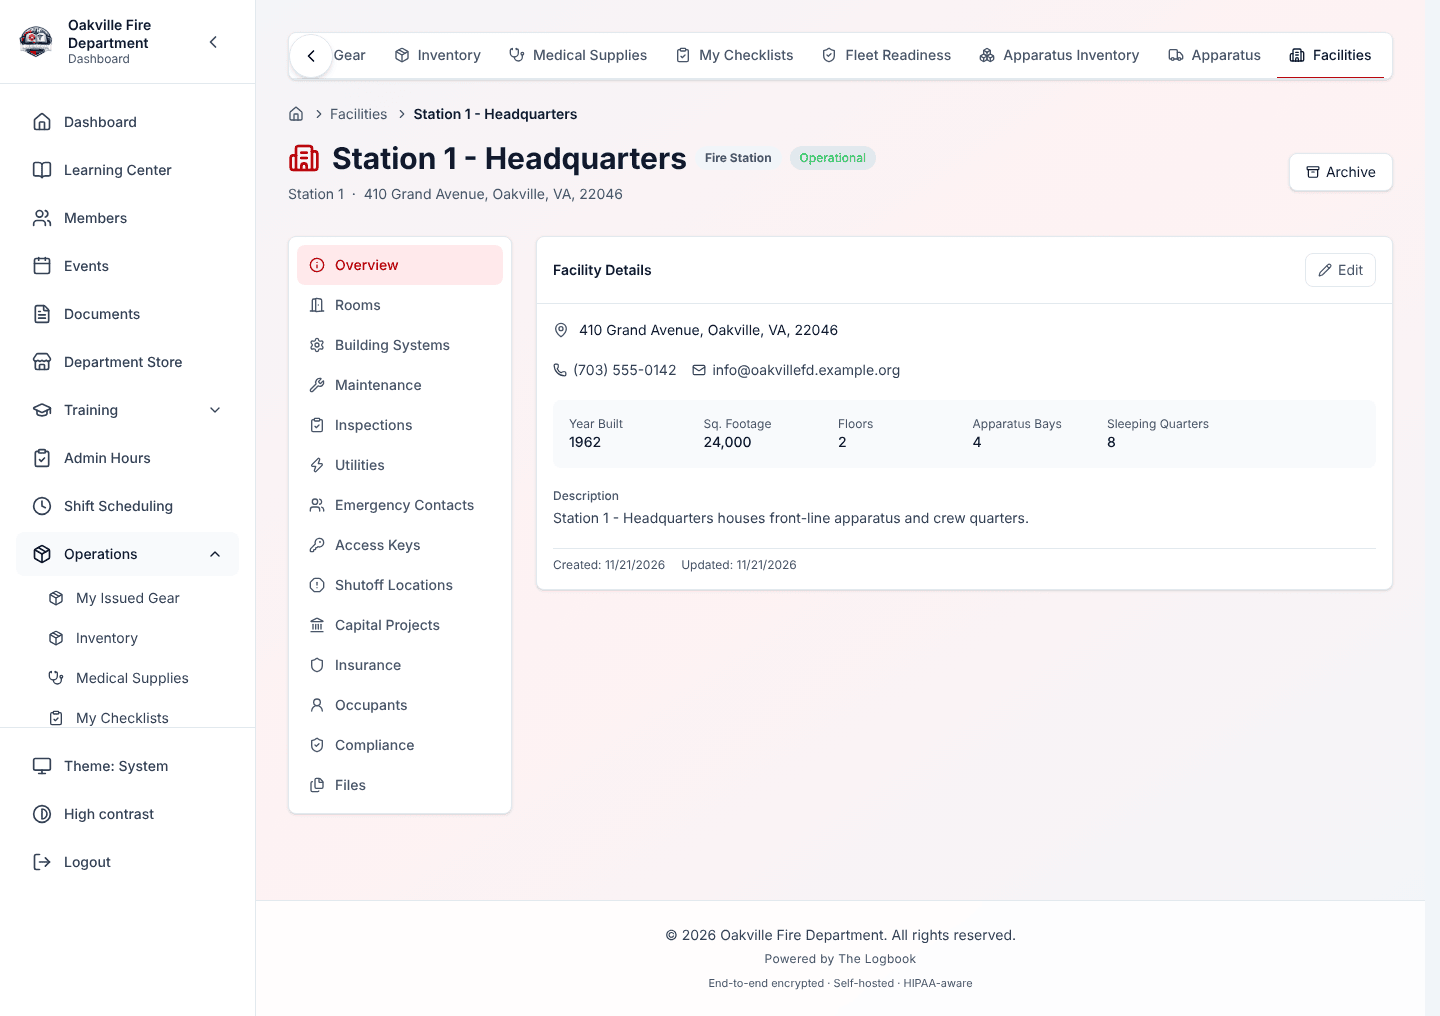 Oakville Fire
Department
Dashboard
Dashboard
Learning Center
Members
Events
Documents
Department Store
Training
Admin Hours
Shift Scheduling
Operations
My Issued Gear
Inventory
Medical Supplies
My Checklists
Theme: System
High contrast
Logout
Gear
Inventory
Medical Supplies
My Checklists
Fleet Readiness
Apparatus Inventory
Apparatus
Facilities
Facilities
Station 1 - Headquarters
Station 1 - Headquarters
Fire Station
Operational
Station 1 · 410 Grand Avenue, Oakville, VA, 22046
Archive
Overview
Rooms
Building Systems
Maintenance
Inspections
Utilities
Emergency Contacts
Access Keys
Shutoff Locations
Capital Projects
Insurance
Occupants
Compliance
Files
Facility Details
Edit
410 Grand Avenue, Oakville, VA, 22046
(703) 555-0142
info@oakvillefd.example.org
Year Built
1962
Sq. Footage
24,000
Floors
2
Apparatus Bays
4
Sleeping Quarters
8
Description
Station 1 - Headquarters houses front-line apparatus and crew quarters.
Created: 11/21/2026 Updated: 11/21/2026
© 2026 Oakville Fire Department. All rights reserved.
Powered by The Logbook
End-to-end encrypted · Self-hosted · HIPAA-aware